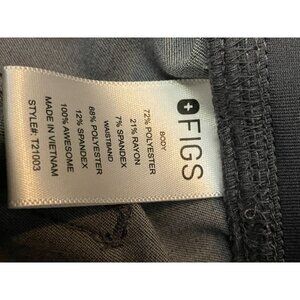 FIGS
BODY
72% POLYESTER
21% RAYON
7% SPANDEX
WAISTBAND
88% POLYESTER
12% SPANDEX
100% AWESOME
MADE IN VIETNAM
STYLE#: T21003